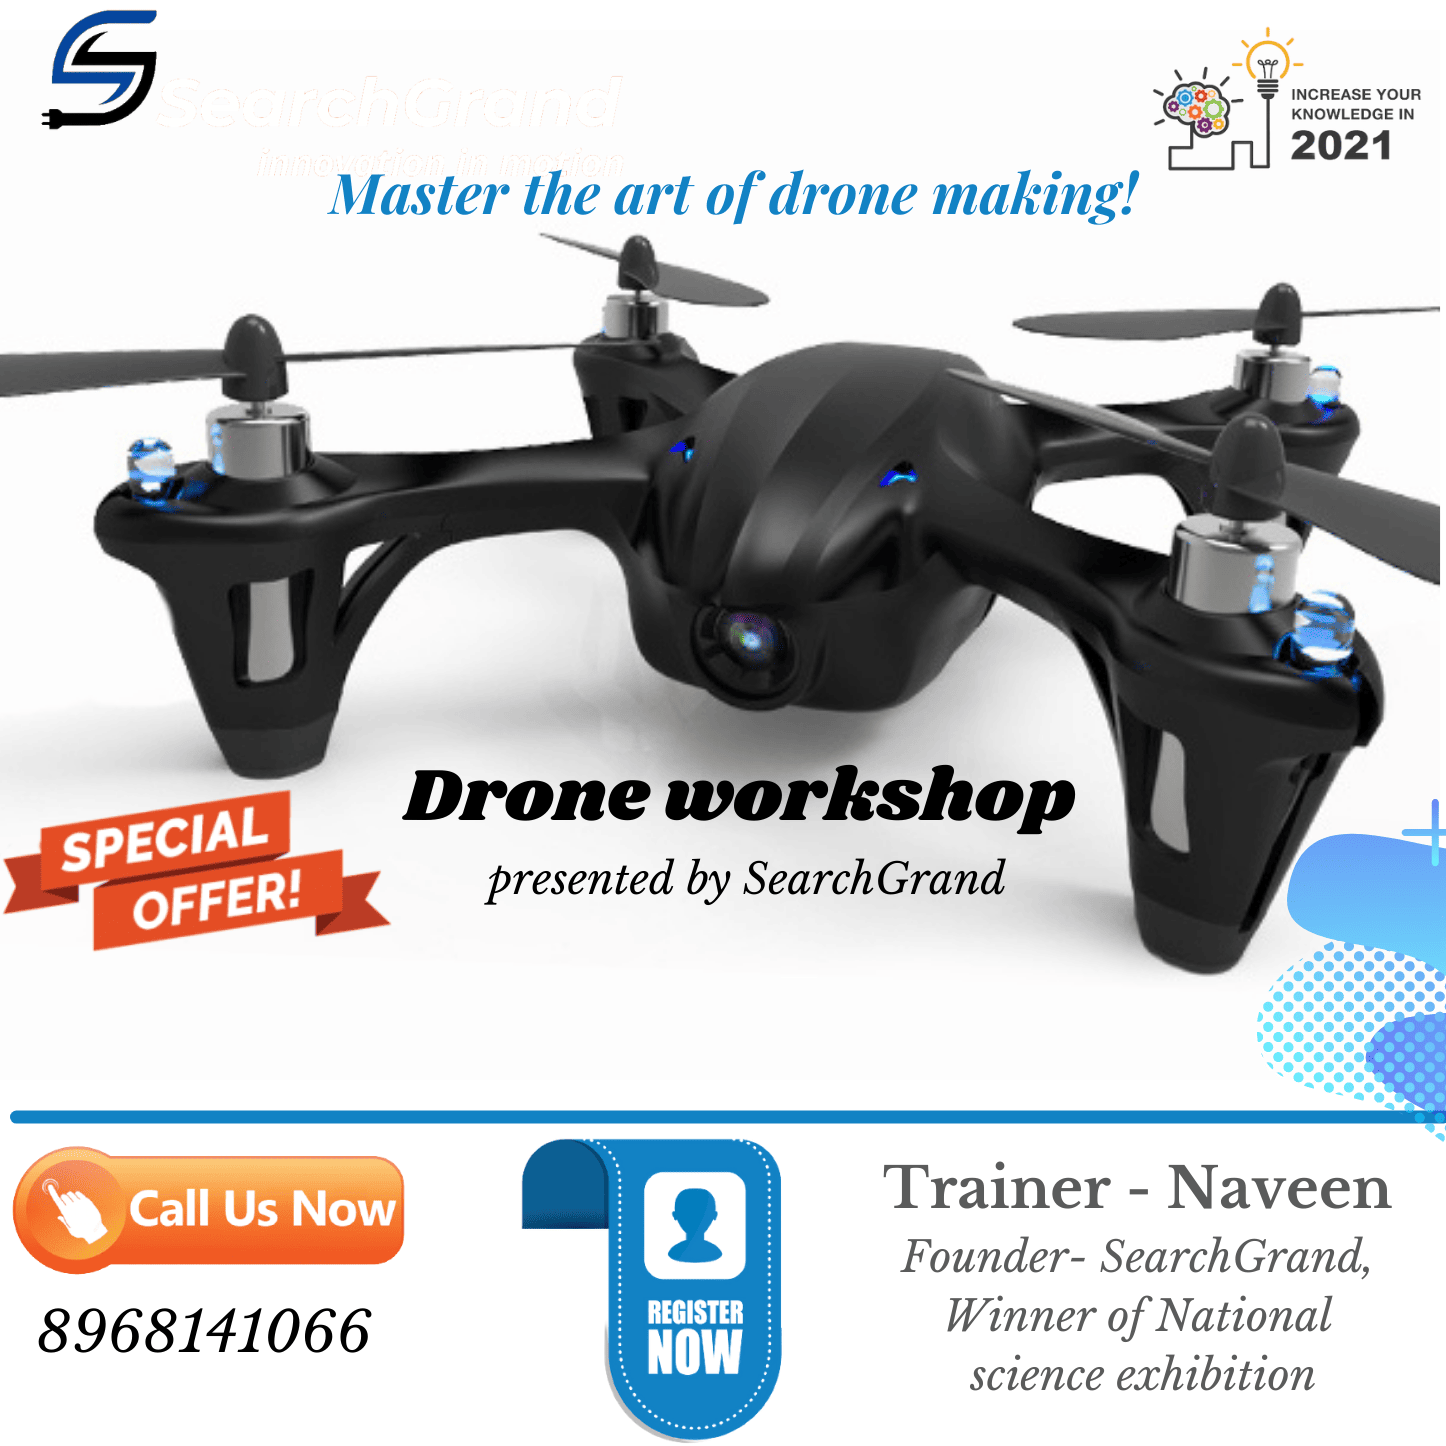 SearchGrand
innovation in motion
INCREASE YOUR
KNOWLEDGE IN
2021
Master the art of drone making!
Drone workshop
presented by SearchGrand
SPECIAL
OFFER!
Call Us Now
8968141066
REGISTER
NOW
Trainer - Naveen
Founder- SearchGrand,
Winner of National
science exhibition